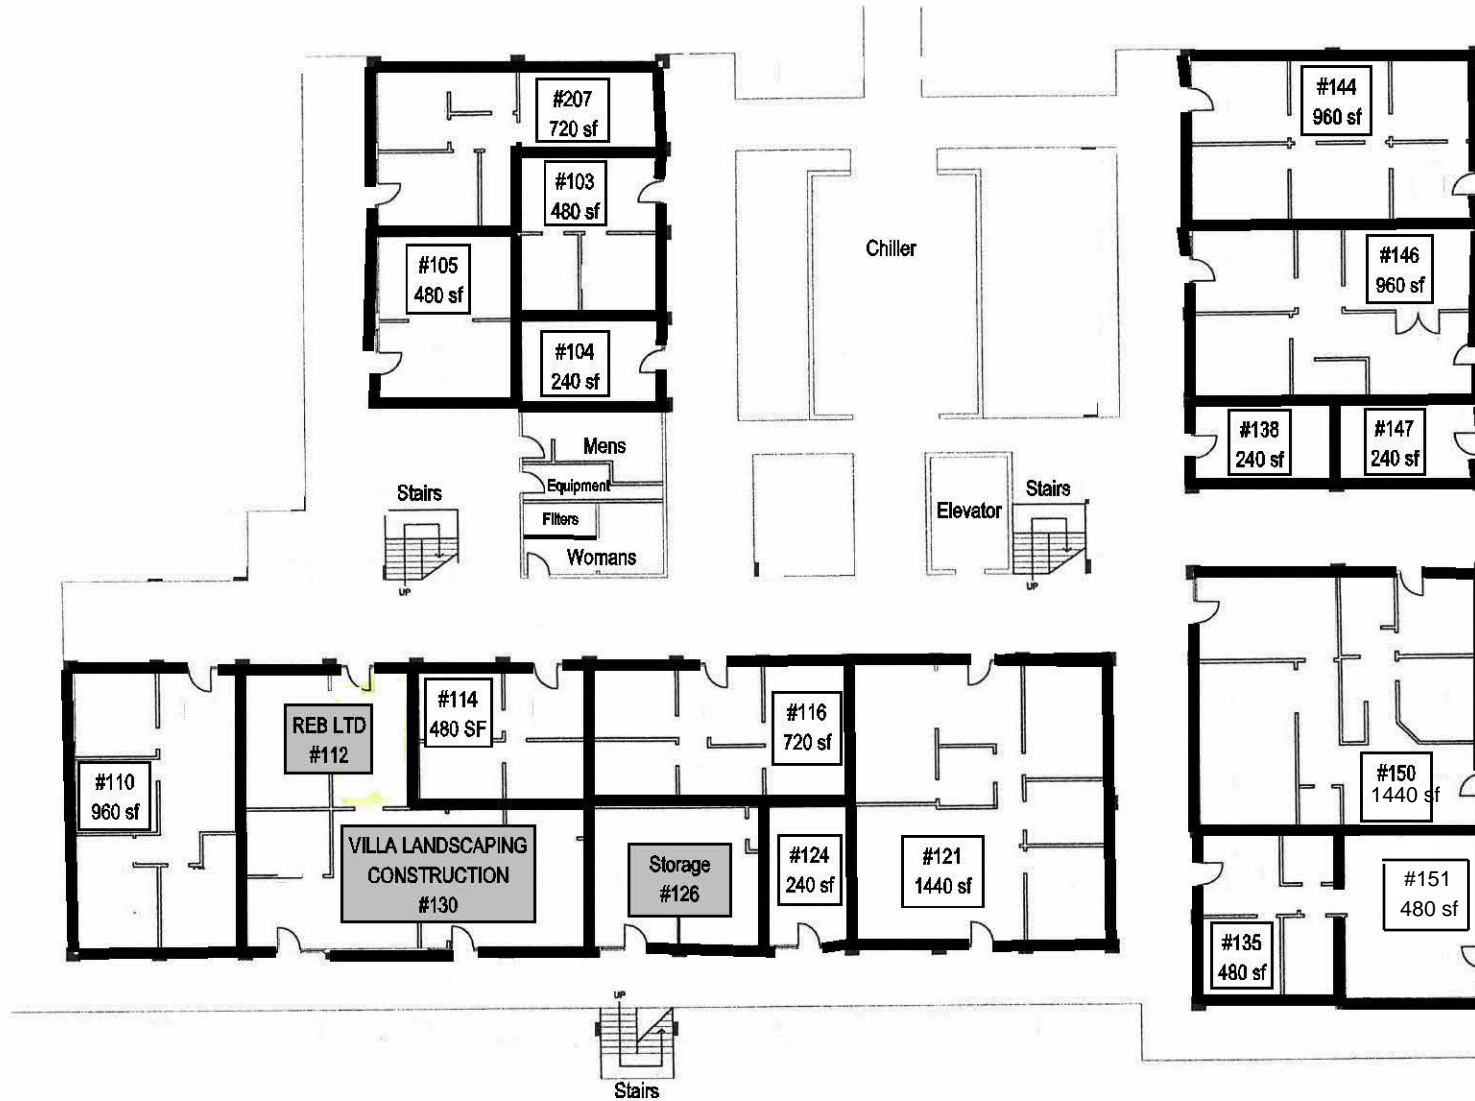 #207
720 sf
#103
480 sf
#105
480 sf
#104
240 sf
Chiller
#144
960 sf
#146
960 sf
#138
240 sf
#147
240 sf
Mens
Equipment
Filters
Womans
Stairs
UP
Elevator
Stairs
UP
#110
960 sf
REB LTD
#112
#114
480 SF
#116
720 sf
VILLA LANDSCAPING
CONSTRUCTION
#130
Storage
#126
#124
240 sf
#121
1440 sf
#150
1440 sf
#151
480 sf
#135
480 sf
UP
Stairs